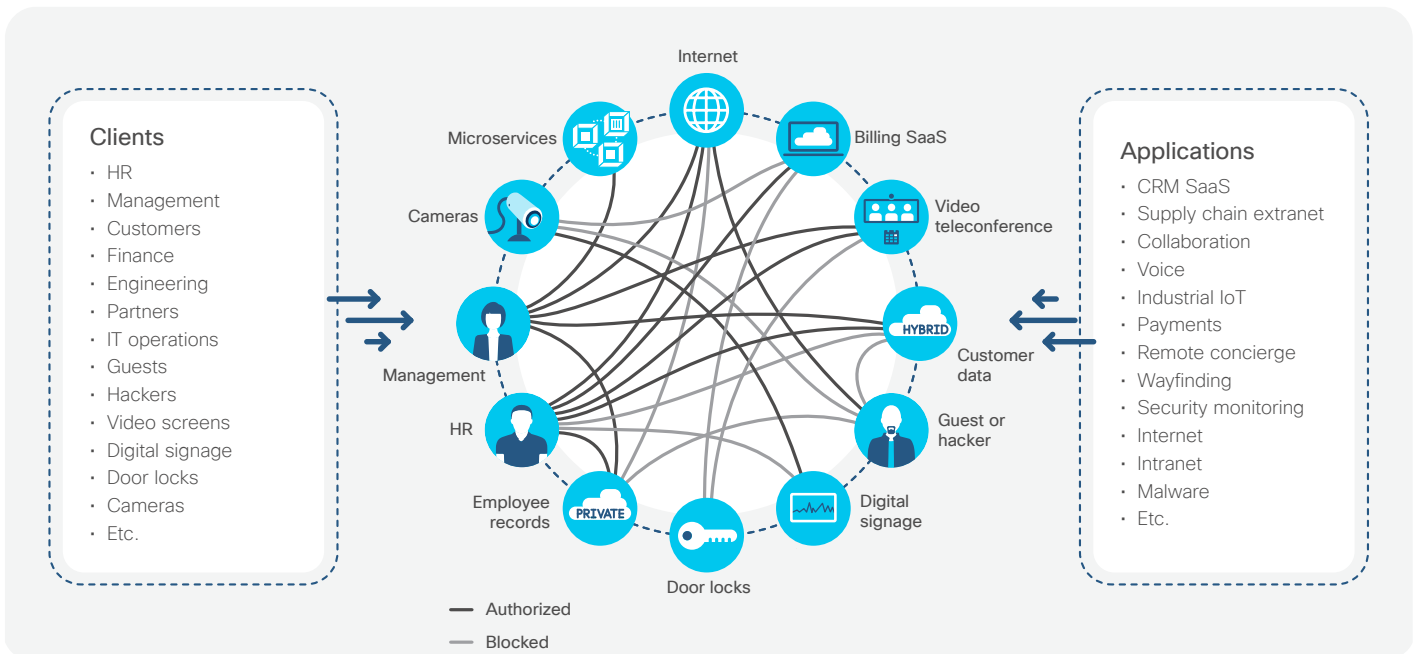 Clients
· HR
· Management
· Customers
· Finance
· Engineering
· Partners
· IT operations
· Guests
· Hackers
· Video screens
· Digital signage
· Door locks
· Cameras
· Etc.
Internet
Microservices
Billing SaaS
Cameras
Video
teleconference
Management
HYBRID
Customer
data
HR
Guest or
hacker
Employee
records
PRIVATE
Digital
signage
Door locks
Authorized
Blocked
Applications
· CRM SaaS
· Supply chain extranet
· Collaboration
· Voice
· Industrial IoT
· Payments
· Remote concierge
· Wayfinding
· Security monitoring
· Internet
· Intranet
· Malware
· Etc.